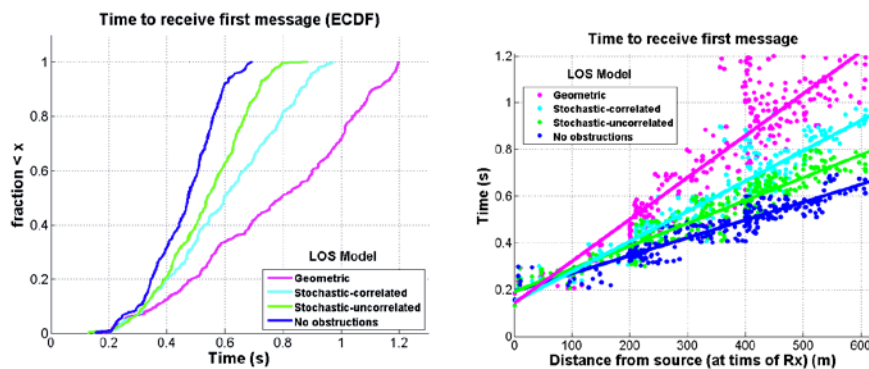 Time to receive first message (ECDF)
1
0.8
0.6
0.4
0.2
0
fraction < x
0
0.2
0.4
0.6
0.8
1
1.2
Time (s)
LOS Model
Geometric
Stochastic-correlated
Stochastic-uncorrelated
No obstructions
Time to receive first message
1.2
1
0.8
0.6
0.4
0.2
0
Time (s)
LOS Model
Geometric
Stochastic-correlated
Stochastic-uncorrelated
No obstructions
0
100
200
300
400
500
600
Distance from source (at tims of Rx) (m)